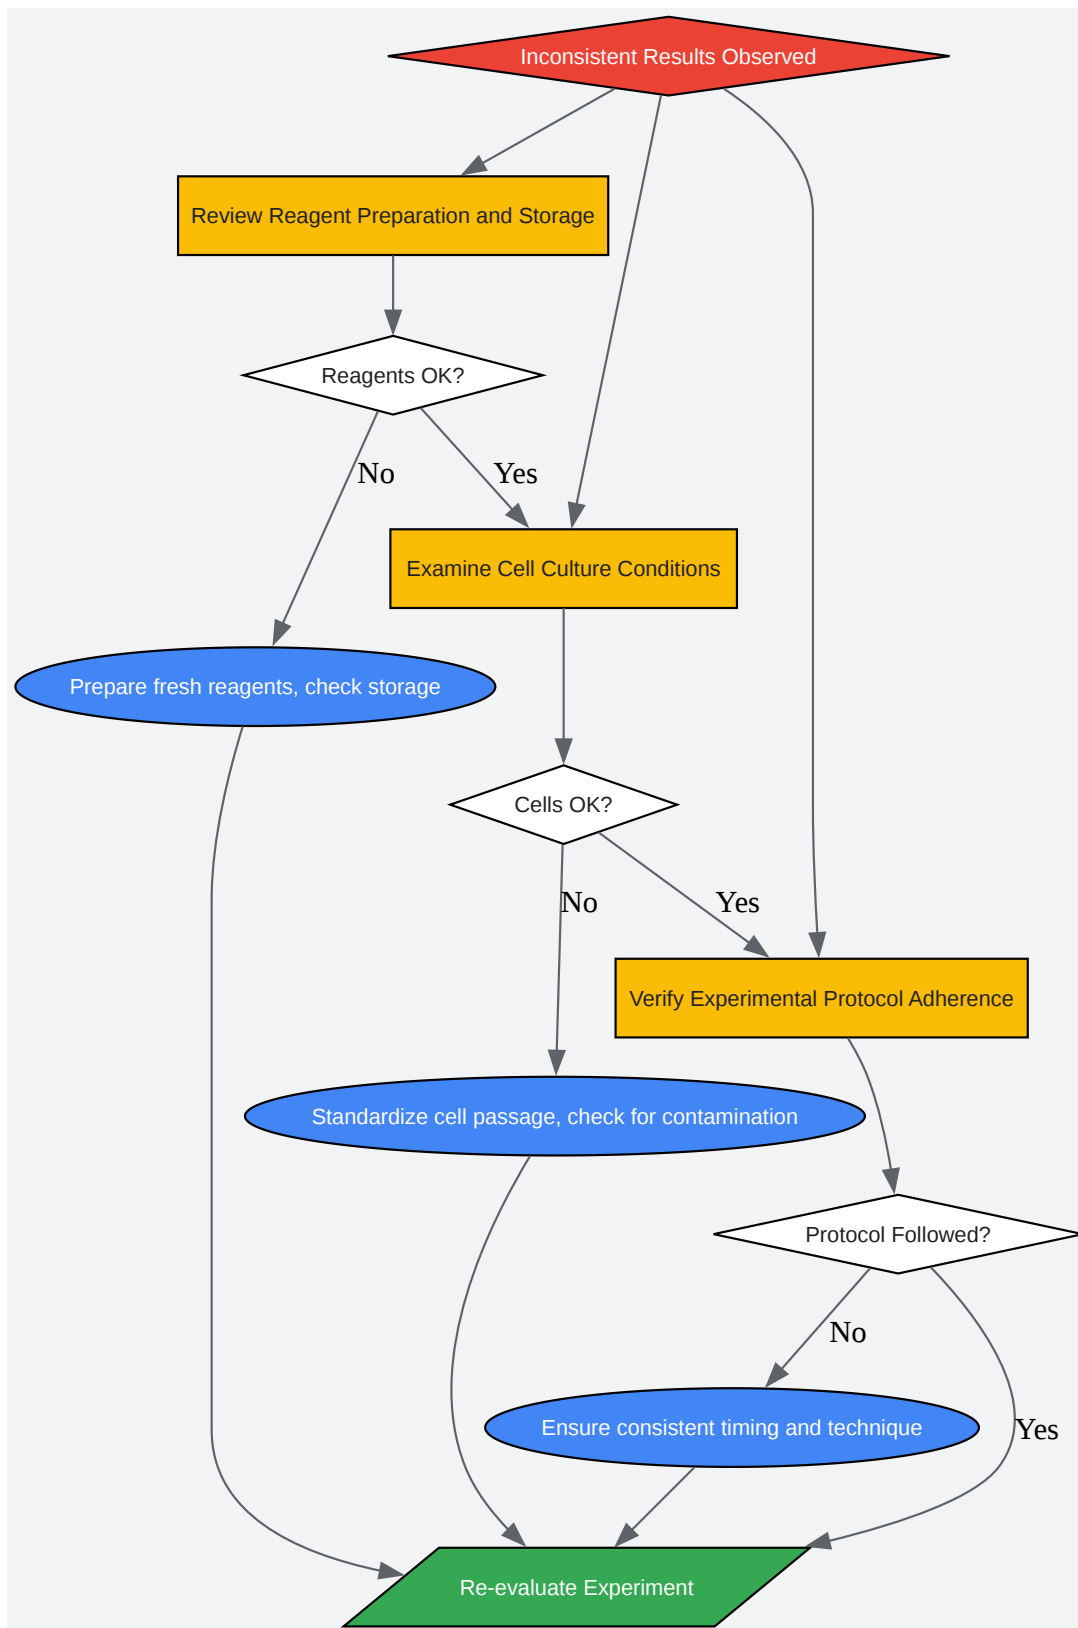 Inconsistent Results Observed
Review Reagent Preparation and Storage
Reagents OK?
No
Yes
Examine Cell Culture Conditions
Prepare fresh reagents, check storage
Cells OK?
No
Yes
Verify Experimental Protocol Adherence
Standardize cell passage, check for contamination
Protocol Followed?
No
Ensure consistent timing and technique
Yes
Re-evaluate Experiment